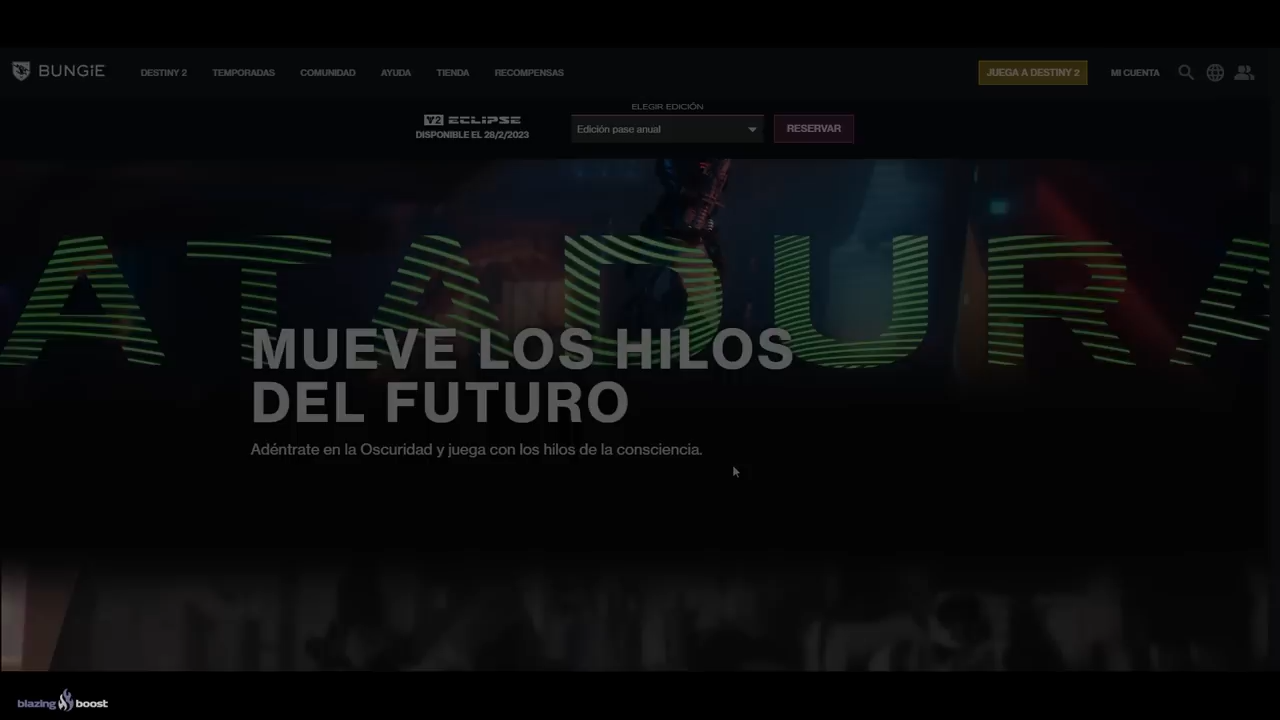 BUNGIE
DESTINY 2 TEMPORADAS COMUNIDAD AYUDA TIENDA RECOMPENSAS
JUEGA A DESTINY 2
MI CUENTA
ECLIPSE
DISPONIBLE EL 28/2/2023
ELEGIR EDICIÓN
Edición pase anual
RESERVAR
ATADURA
MUEVE LOS HILOS
DEL FUTURO
Adéntrate en la Oscuridad y juega con los hilos de la consciencia.
blazing boost